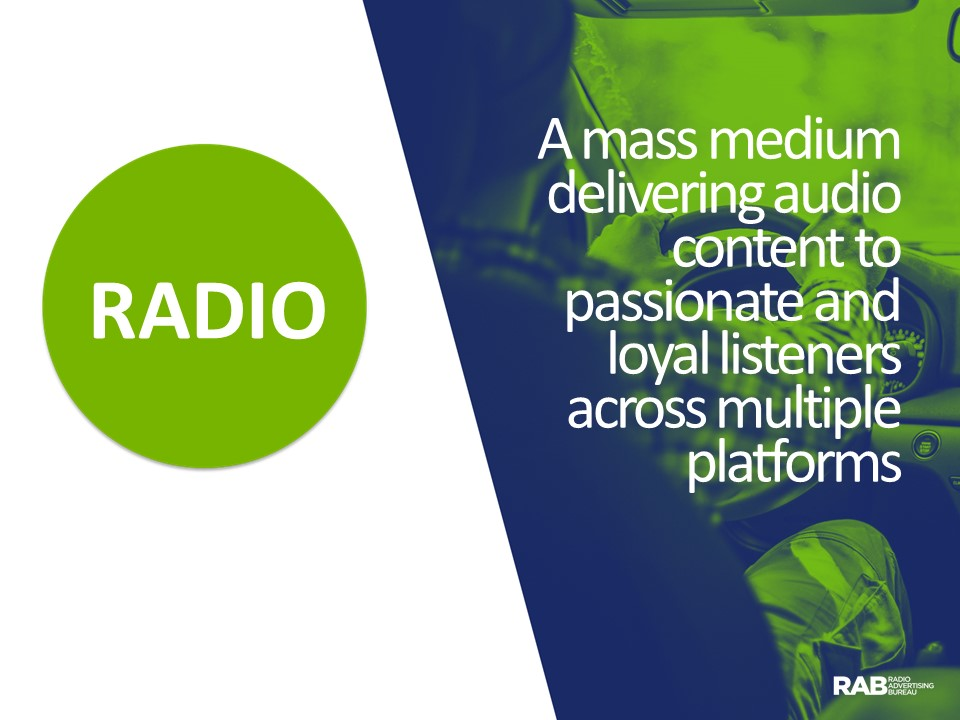 RADIO
A mass medium
delivering audio
content to
passionate and
loyal listeners
across multiple
platforms
RAB RADIO
ADVERTISING
BUREAU